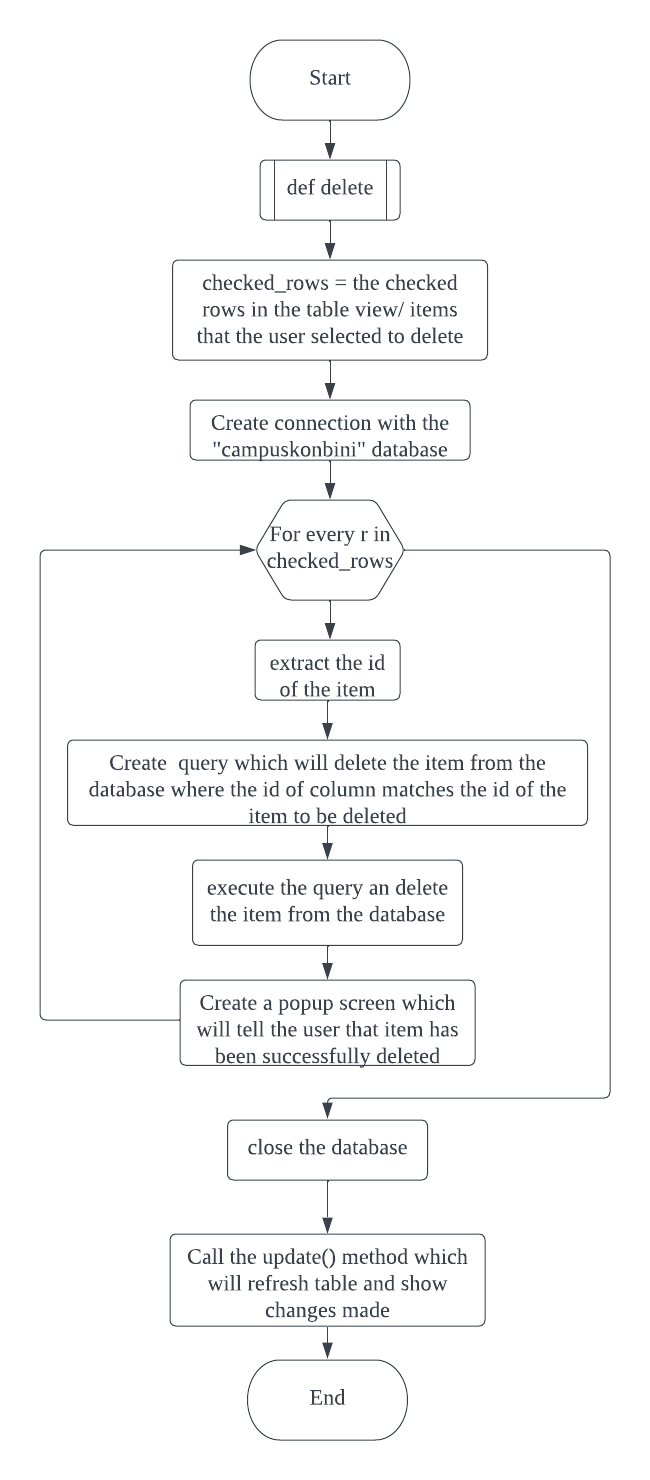 Start
def delete
checked_rows = the checked
rows in the table view/ items
that the user selected to delete
Create connection with the
"campuskonbini" database
For every r in
checked_rows
extract the id
of the item
Create  query which will delete the item from the
database where the id of column matches the id of the
item to be deleted
execute the query an delete
the item from the database
Create a popup screen which
will tell the user that item has
been successfully deleted
close the database
Call the update() method which
will refresh table and show
changes made
End